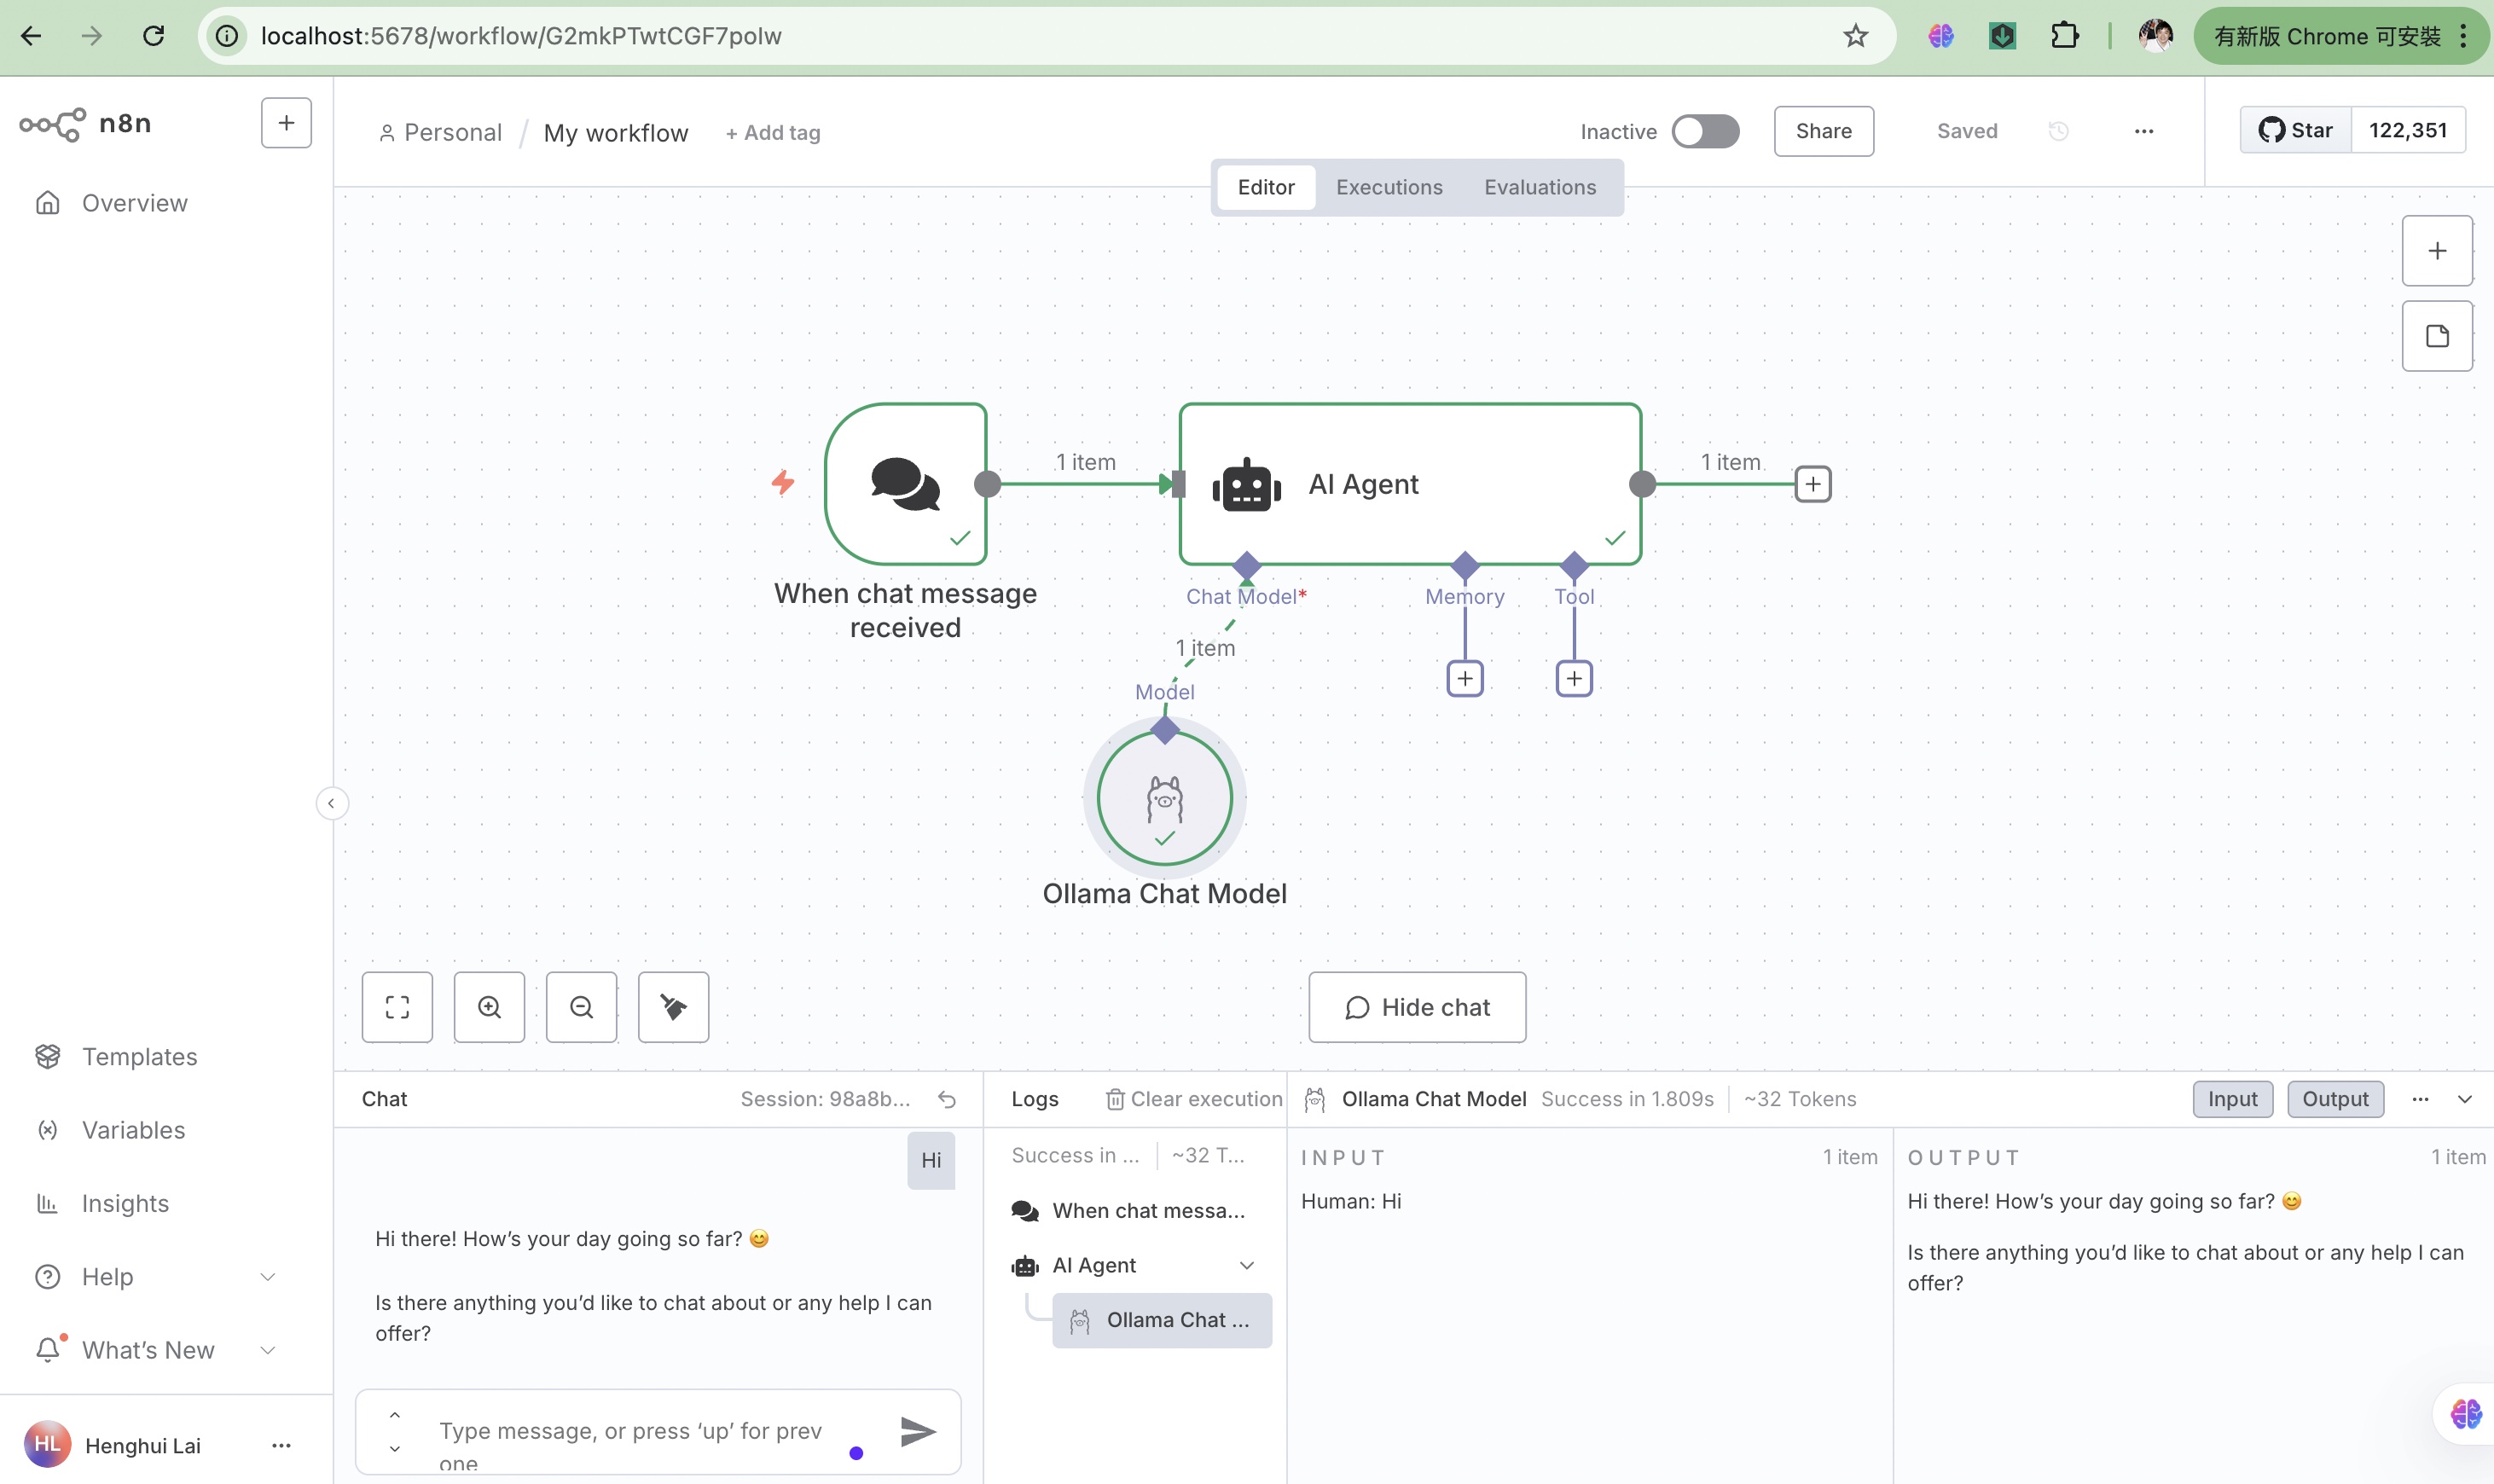 localhost:5678/workflow/G2mkPTwtCGF7polw
有新版 Chrome 可安裝
n8n
Personal / My workflow + Add tag
Inactive
Share
Saved
Star 122,351
Editor Executions Evaluations
Overview
1 item
AI Agent
1 item
When chat message
received
Chat Model*
Memory
Tool
1 item
Model
Ollama Chat Model
Hide chat
Templates
Variables
Insights
Help
What's New
HL Henghui Lai
Chat
Session: 98a8b...
Hi
Hi there! How’s your day going so far? 😊
Is there anything you’d like to chat about or any help I can
offer?
Type message, or press ‘up’ for prev
one
Logs
Clear execution
Success in ... ~32 T...
When chat messa...
AI Agent
Ollama Chat ...
Ollama Chat Model Success in 1.809s ~32 Tokens
Input Output
INPUT
1 item
Human: Hi
OUTPUT
1 item
Hi there! How’s your day going so far? 😊
Is there anything you’d like to chat about or any help I can
offer?